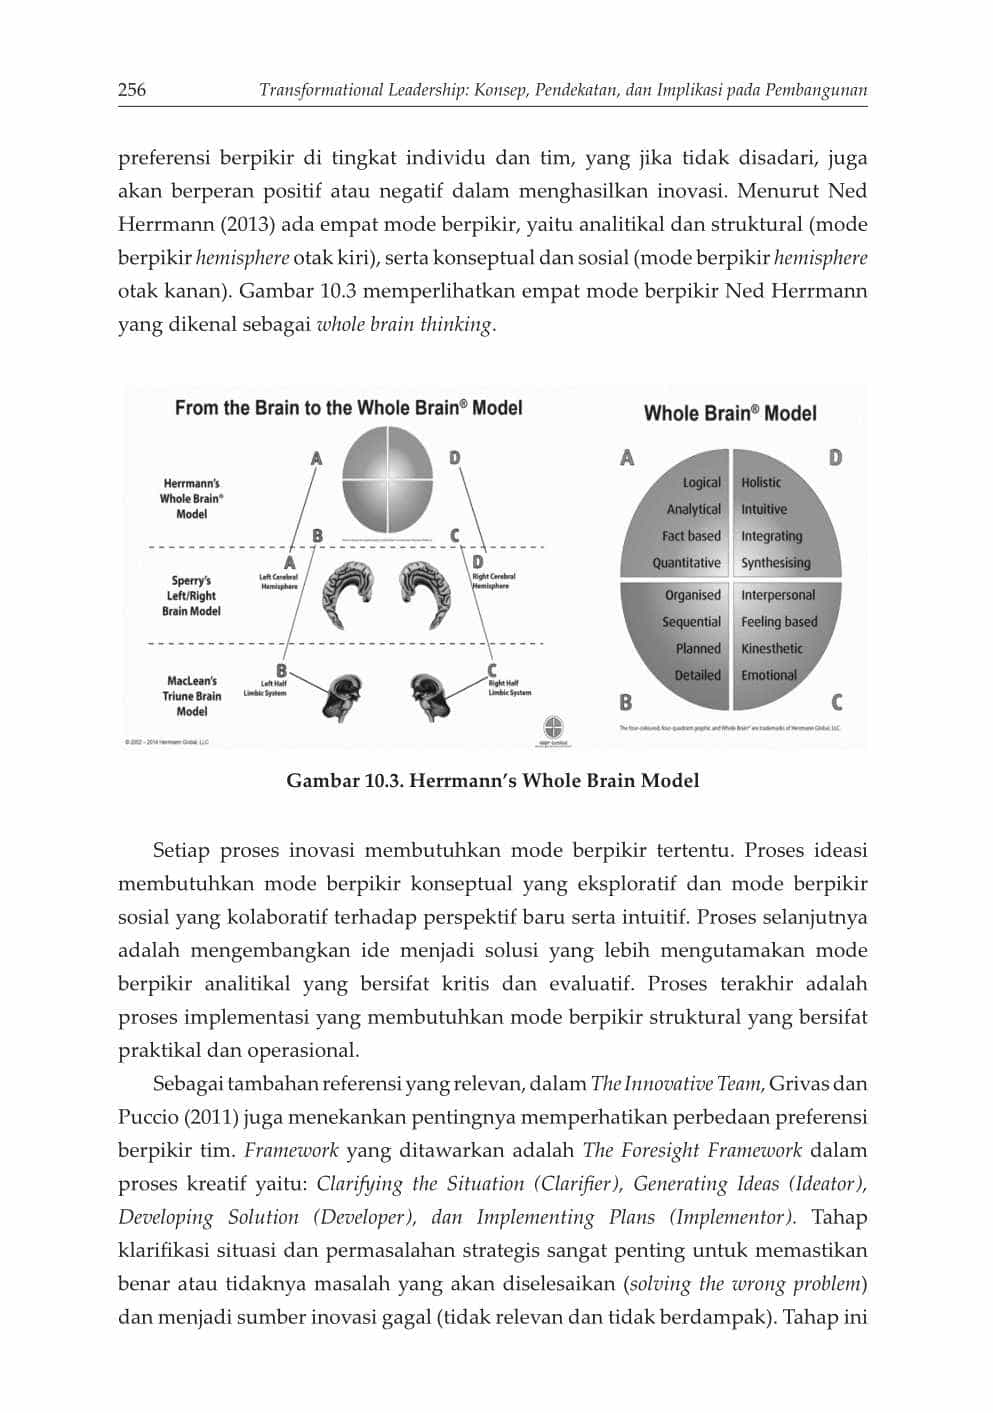 256
Transformational Leadership: Konsep, Pendekatan, dan Implikasi pada Pembangunan
preferensi berpikir di tingkat individu dan tim, yang jika tidak disadari, juga
akan berperan positif atau negatif dalam menghasilkan inovasi. Menurut Ned
Herrmann (2013) ada empat mode berpikir, yaitu analitikal dan struktural (mode
berpikir hemisphere otak kiri), serta konseptual dan sosial (mode berpikir hemisphere
otak kanan). Gambar 10.3 memperlihatkan empat mode berpikir Ned Herrmann
yang dikenal sebagai whole brain thinking.
From the Brain to the Whole Brain® Model
A
D
Herrmann's
Whole Brain®
Model
B
C
A
Left Cerebral
Hemisphere
D
Right Cerebral
Hemisphere
Sperry's
Left/Right
Brain Model
B
Left Half
Limbic System
C
Right Half
Limbic System
MacLean's
Triune Brain
Model
© 2002 – 2014 Herrmann Global, LLC
Whole Brain® Model
A
D
Logical
Analytical
Fact based
Quantitative
Holistic
Intuitive
Integrating
Synthesising
Organised
Sequential
Planned
Detailed
Interpersonal
Feeling based
Kinesthetic
Emotional
B
C
The four-coloured, four-quadrant graphic and Whole Brain® are trademarks of Herrmann Global, LLC.
Gambar 10.3. Herrmann's Whole Brain Model
Setiap proses inovasi membutuhkan mode berpikir tertentu. Proses ideasi
membutuhkan mode berpikir konseptual yang eksploratif dan mode berpikir
sosial yang kolaboratif terhadap perspektif baru serta intuitif. Proses selanjutnya
adalah mengembangkan ide menjadi solusi yang lebih mengutamakan mode
berpikir analitikal yang bersifat kritis dan evaluatif. Proses terakhir adalah
proses implementasi yang membutuhkan mode berpikir struktural yang bersifat
praktikal dan operasional.
Sebagai tambahan referensi yang relevan, dalam The Innovative Team, Grivas dan
Puccio (2011) juga menekankan pentingnya memperhatikan perbedaan preferensi
berpikir tim. Framework yang ditawarkan adalah The Foresight Framework dalam
proses kreatif yaitu: Clarifying the Situation (Clarifier), Generating Ideas (Ideator),
Developing Solution (Developer), dan Implementing Plans (Implementor). Tahap
klarifikasi situasi dan permasalahan strategis sangat penting untuk memastikan
benar atau tidaknya masalah yang akan diselesaikan (solving the wrong problem)
dan menjadi sumber inovasi gagal (tidak relevan dan tidak berdampak). Tahap ini